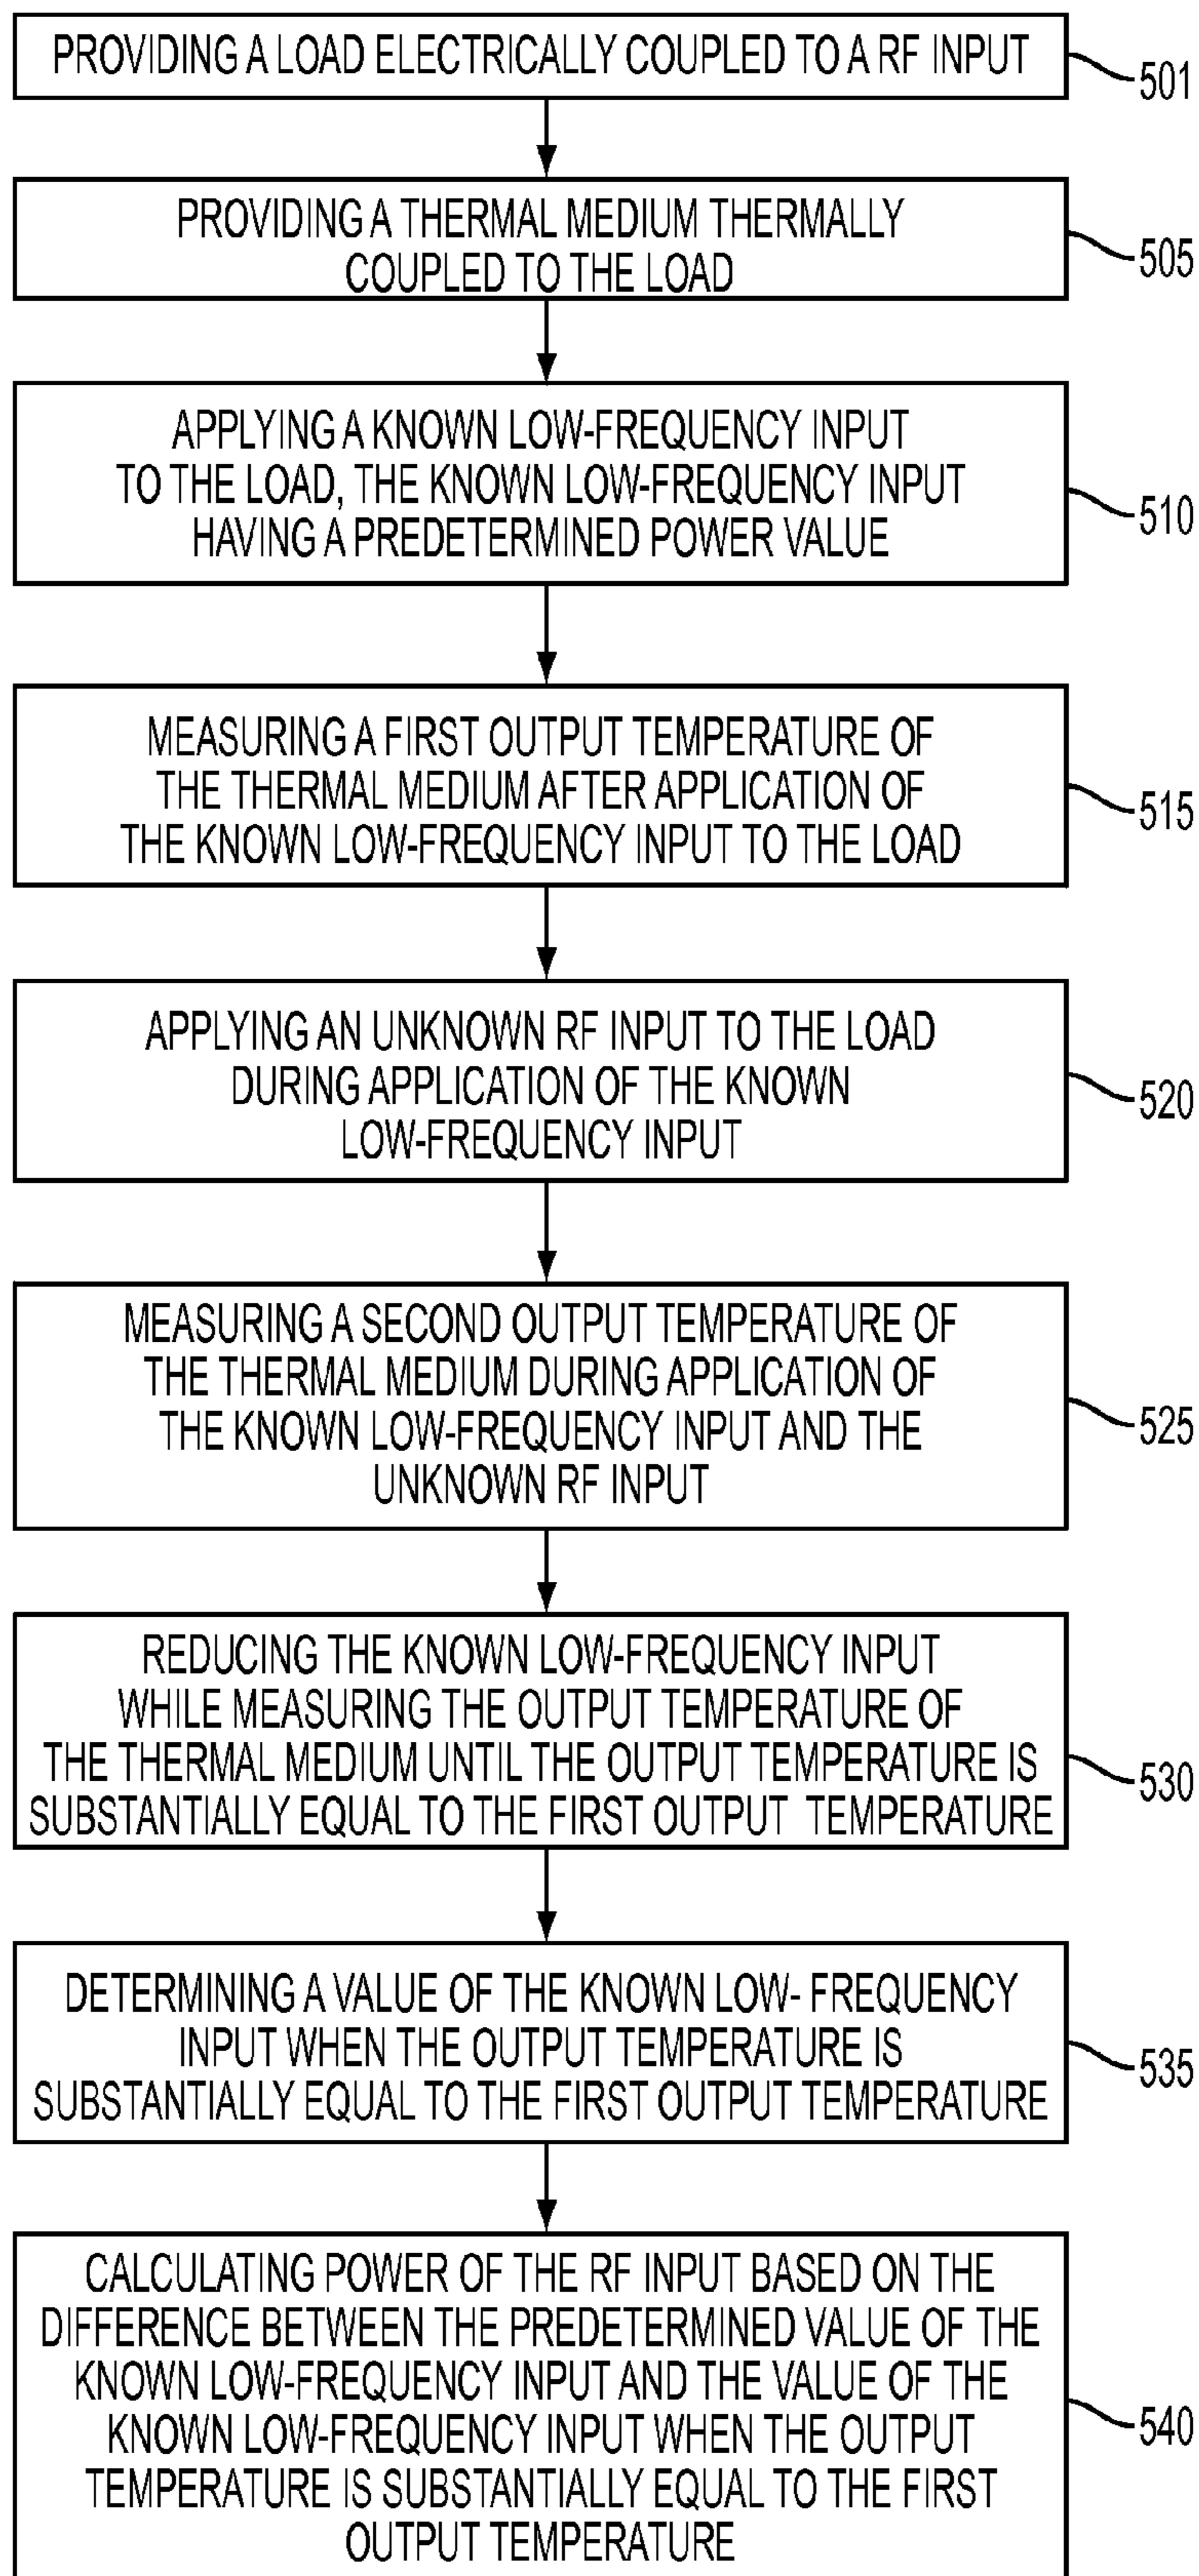 PROVIDING A LOAD ELECTRICALLY COUPLED TO A RF INPUT
501
PROVIDING A THERMAL MEDIUM THERMALLY
COUPLED TO THE LOAD
505
APPLYING A KNOWN LOW-FREQUENCY INPUT
TO THE LOAD, THE KNOWN LOW-FREQUENCY INPUT
HAVING A PREDETERMINED POWER VALUE
510
MEASURING A FIRST OUTPUT TEMPERATURE OF
THE THERMAL MEDIUM AFTER APPLICATION OF
THE KNOWN LOW-FREQUENCY INPUT TO THE LOAD
515
APPLYING AN UNKNOWN RF INPUT TO THE LOAD
DURING APPLICATION OF THE KNOWN
LOW-FREQUENCY INPUT
520
MEASURING A SECOND OUTPUT TEMPERATURE OF
THE THERMAL MEDIUM DURING APPLICATION OF
THE KNOWN LOW-FREQUENCY INPUT AND THE
UNKNOWN RF INPUT
525
REDUCING THE KNOWN LOW-FREQUENCY INPUT
WHILE MEASURING THE OUTPUT TEMPERATURE OF
THE THERMAL MEDIUM UNTIL THE OUTPUT TEMPERATURE IS
SUBSTANTIALLY EQUAL TO THE FIRST OUTPUT TEMPERATURE
530
DETERMINING A VALUE OF THE KNOWN LOW- FREQUENCY
INPUT WHEN THE OUTPUT TEMPERATURE IS
SUBSTANTIALLY EQUAL TO THE FIRST OUTPUT TEMPERATURE
535
CALCULATING POWER OF THE RF INPUT BASED ON THE
DIFFERENCE BETWEEN THE PREDETERMINED VALUE OF THE
KNOWN LOW-FREQUENCY INPUT AND THE VALUE OF THE
KNOWN LOW-FREQUENCY INPUT WHEN THE OUTPUT
TEMPERATURE IS SUBSTANTIALLY EQUAL TO THE FIRST
OUTPUT TEMPERATURE
540